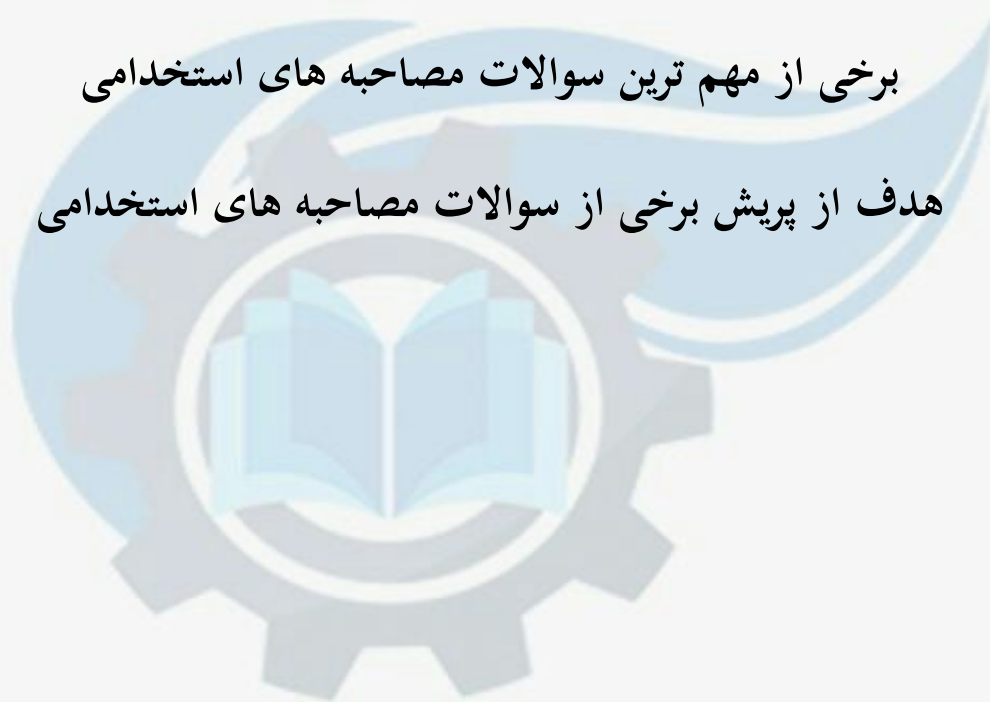 برخی از مهم ترین سوالات مصاحبه های استخدامی
هدف از پریش برخی از سوالات مصاحبه های استخدامی